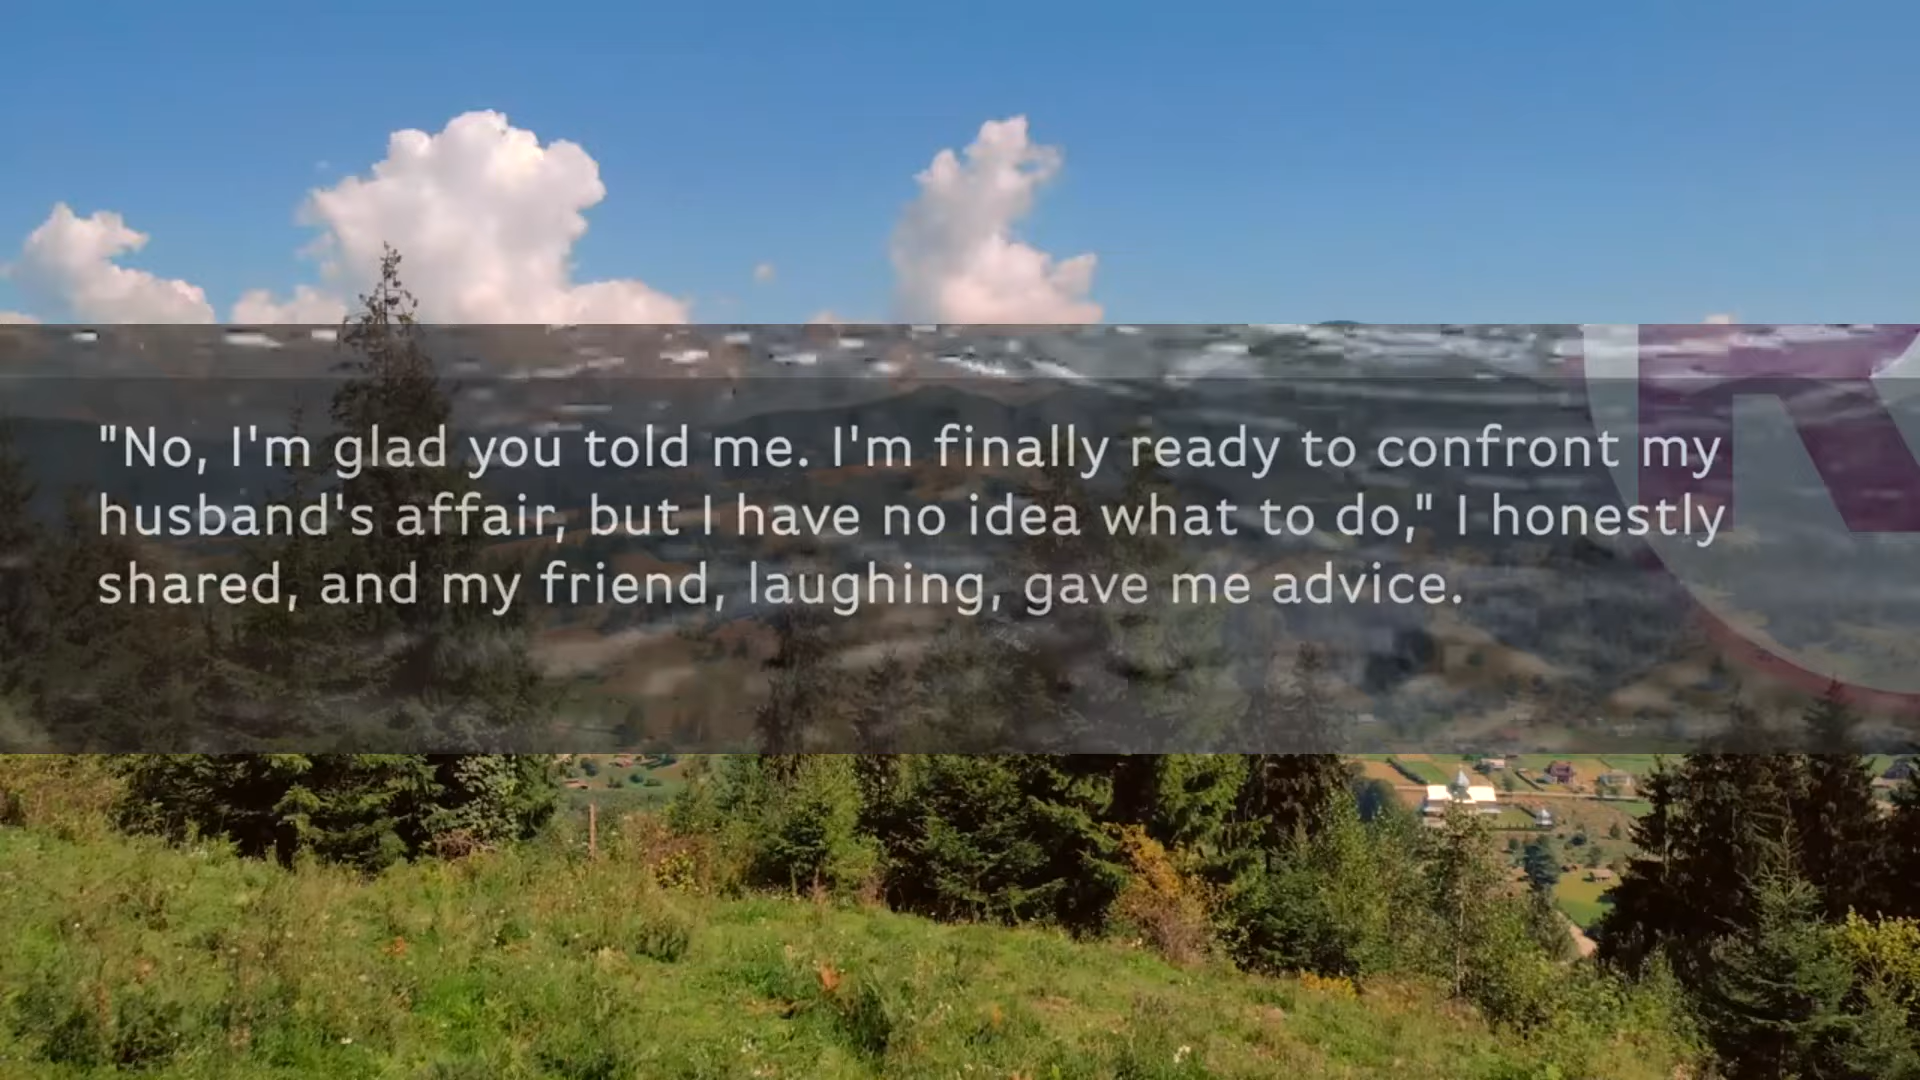 "No, I'm glad you told me. I'm finally ready to confront my
husband's affair, but I have no idea what to do," I honestly
shared, and my friend, laughing, gave me advice.
R